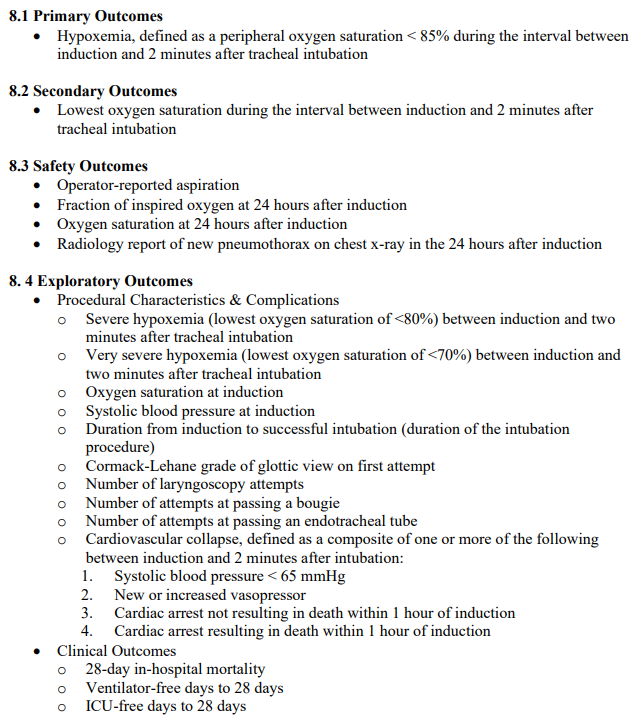 8.1 Primary Outcomes
• Hypoxemia, defined as a peripheral oxygen saturation < 85% during the interval between
induction and 2 minutes after tracheal intubation
8.2 Secondary Outcomes
• Lowest oxygen saturation during the interval between induction and 2 minutes after
tracheal intubation
8.3 Safety Outcomes
• Operator-reported aspiration
• Fraction of inspired oxygen at 24 hours after induction
• Oxygen saturation at 24 hours after induction
• Radiology report of new pneumothorax on chest x-ray in the 24 hours after induction
8. 4 Exploratory Outcomes
• Procedural Characteristics & Complications
o Severe hypoxemia (lowest oxygen saturation of <80%) between induction and two
minutes after tracheal intubation
o Very severe hypoxemia (lowest oxygen saturation of <70%) between induction and
two minutes after tracheal intubation
o Oxygen saturation at induction
o Systolic blood pressure at induction
o Duration from induction to successful intubation (duration of the intubation
procedure)
o Cormack-Lehane grade of glottic view on first attempt
o Number of laryngoscopy attempts
o Number of attempts at passing a bougie
o Number of attempts at passing an endotracheal tube
o Cardiovascular collapse, defined as a composite of one or more of the following
between induction and 2 minutes after intubation:
1. Systolic blood pressure < 65 mmHg
2. New or increased vasopressor
3. Cardiac arrest not resulting in death within 1 hour of induction
4. Cardiac arrest resulting in death within 1 hour of induction
• Clinical Outcomes
o 28-day in-hospital mortality
o Ventilator-free days to 28 days
o ICU-free days to 28 days